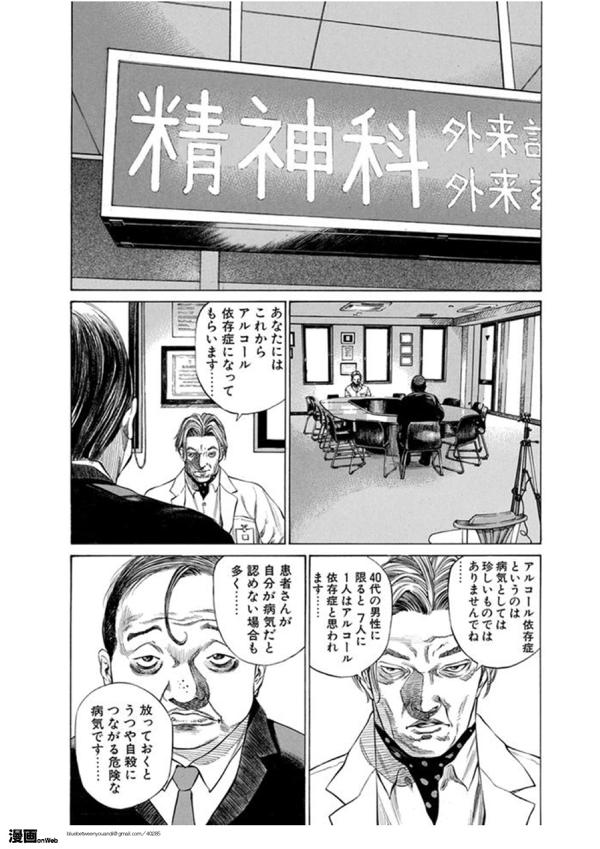 精神科
外来
外来
あなたには
これから
アルコール
依存症になって
もらいます……
アルコール依存症
というのは
病気としては
珍しいものでは
ありませんでね
……
40代の男性に
限ると 7人に
1人はアルコール
依存症と思われ
ます……
患者さんが
自分が病気だと
認めない場合も
多く……
放っておくと
うつや自殺に
つながる危険な
病気です……
漫画onWeb
bluebetweenyouandi@gmail.com／40285